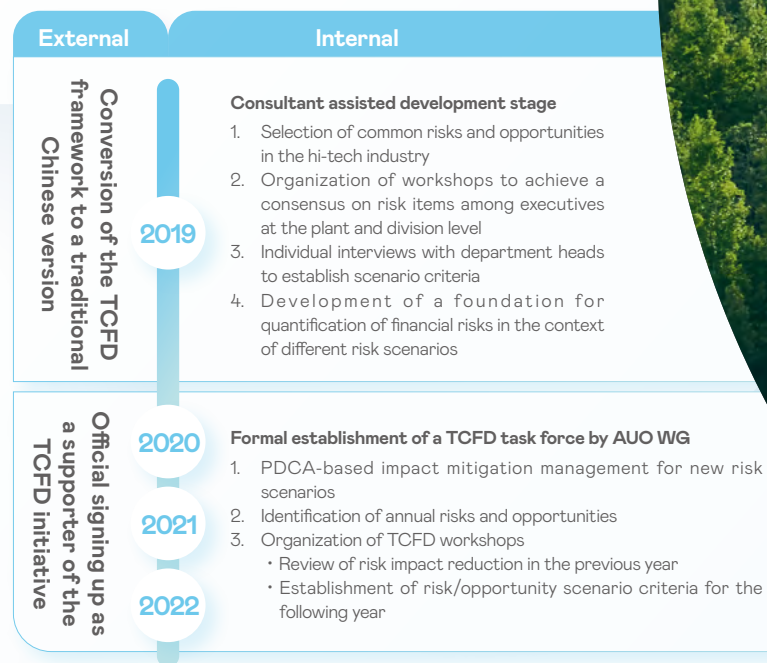 External
Internal
Conversion of the TCFD
framework to a traditional
Chinese version
2019
Consultant assisted development stage
1. Selection of common risks and opportunities
in the hi-tech industry
2. Organization of workshops to achieve a
consensus on risk items among executives
at the plant and division level
3. Individual interviews with department heads
to establish scenario criteria
4. Development of a foundation for
quantification of financial risks in the context
of different risk scenarios
Official signing up as
a supporter of the
TCFD initiative
2020
2021
2022
Formal establishment of a TCFD task force by AUO WG
1. PDCA-based impact mitigation management for new risk
scenarios
2. Identification of annual risks and opportunities
3. Organization of TCFD workshops
• Review of risk impact reduction in the previous year
• Establishment of risk/opportunity scenario criteria for the
following year